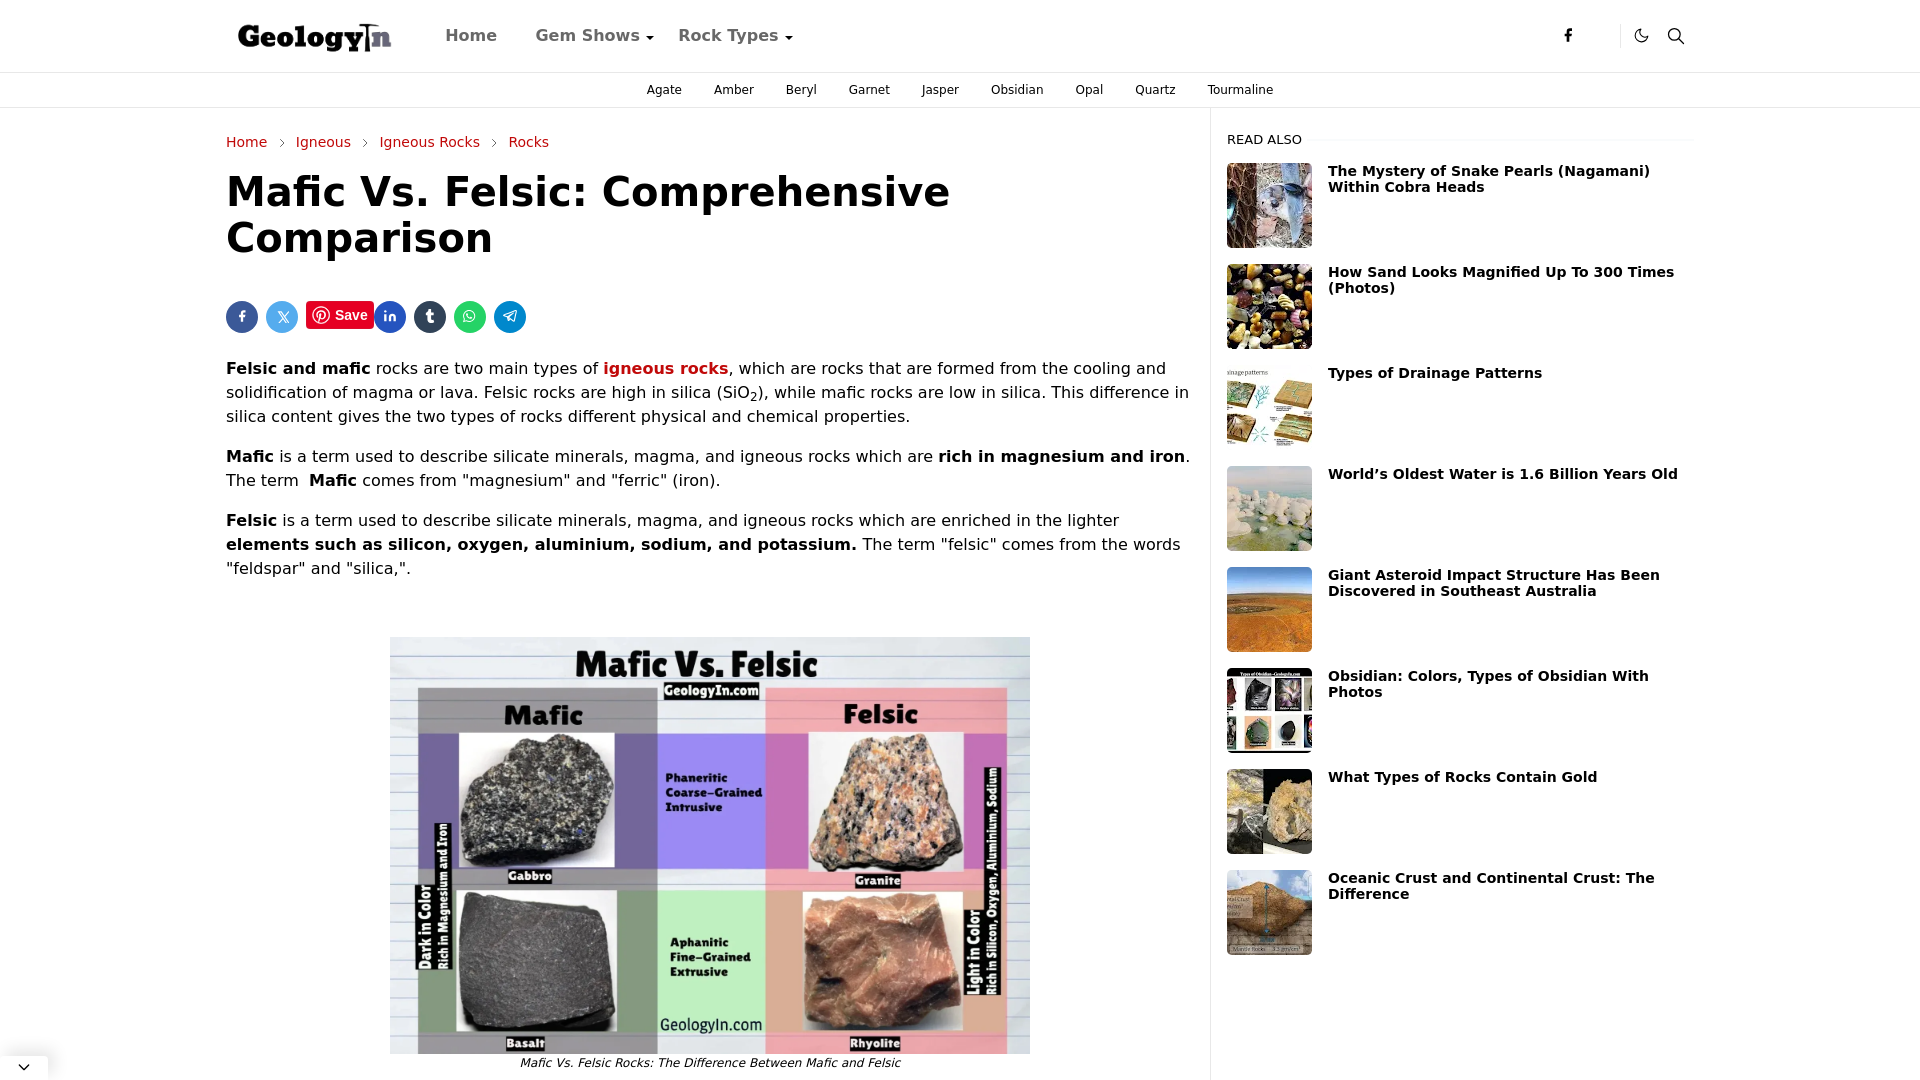 GeologyIn
Home
Gem Shows
Rock Types
Agate
Amber
Beryl
Garnet
Jasper
Obsidian
Opal
Quartz
Tourmaline
Home
Igneous
Igneous Rocks
Rocks
Mafic Vs. Felsic: Comprehensive
Comparison
Save
Felsic and mafic rocks are two main types of igneous rocks, which are rocks that are formed from the cooling and
solidification of magma or lava. Felsic rocks are high in silica (SiO₂), while mafic rocks are low in silica. This difference in
silica content gives the two types of rocks different physical and chemical properties.
Mafic is a term used to describe silicate minerals, magma, and igneous rocks which are rich in magnesium and iron.
The term Mafic comes from "magnesium" and "ferric" (iron).
Felsic is a term used to describe silicate minerals, magma, and igneous rocks which are enriched in the lighter
elements such as silicon, oxygen, aluminium, sodium, and potassium. The term "felsic" comes from the words
"feldspar" and "silica,".
Mafic Vs. Felsic
GeologyIn.com
Mafic
Felsic
Phaneritic
Coarse-Grained
Intrusive
Gabbro
Granite
Dark in Color
Rich in Magnesium and Iron
Light in Color
Rich in Silicon, Oxygen, Aluminium, Sodium
Aphanitic
Fine-Grained
Extrusive
GeologyIn.com
Basalt
Rhyolite
Mafic Vs. Felsic Rocks: The Difference Between Mafic and Felsic
READ ALSO
The Mystery of Snake Pearls (Nagamani)
Within Cobra Heads
How Sand Looks Magnified Up To 300 Times
(Photos)
Types of Drainage Patterns
World’s Oldest Water is 1.6 Billion Years Old
Giant Asteroid Impact Structure Has Been
Discovered in Southeast Australia
Obsidian: Colors, Types of Obsidian With
Photos
What Types of Rocks Contain Gold
Oceanic Crust and Continental Crust: The
Difference